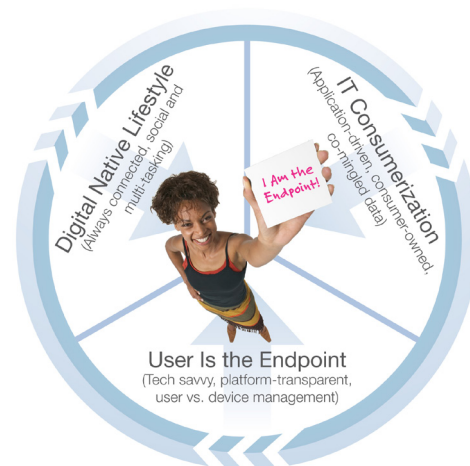 Digital Native Lifestyle
(Always connected, social and
multi-tasking)
IT Consumerization
(Application-driven, consumer-owned,
co-mingled data)
I Am the
Endpoint!
User Is the Endpoint
(Tech savvy, platform-transparent,
user vs. device management)